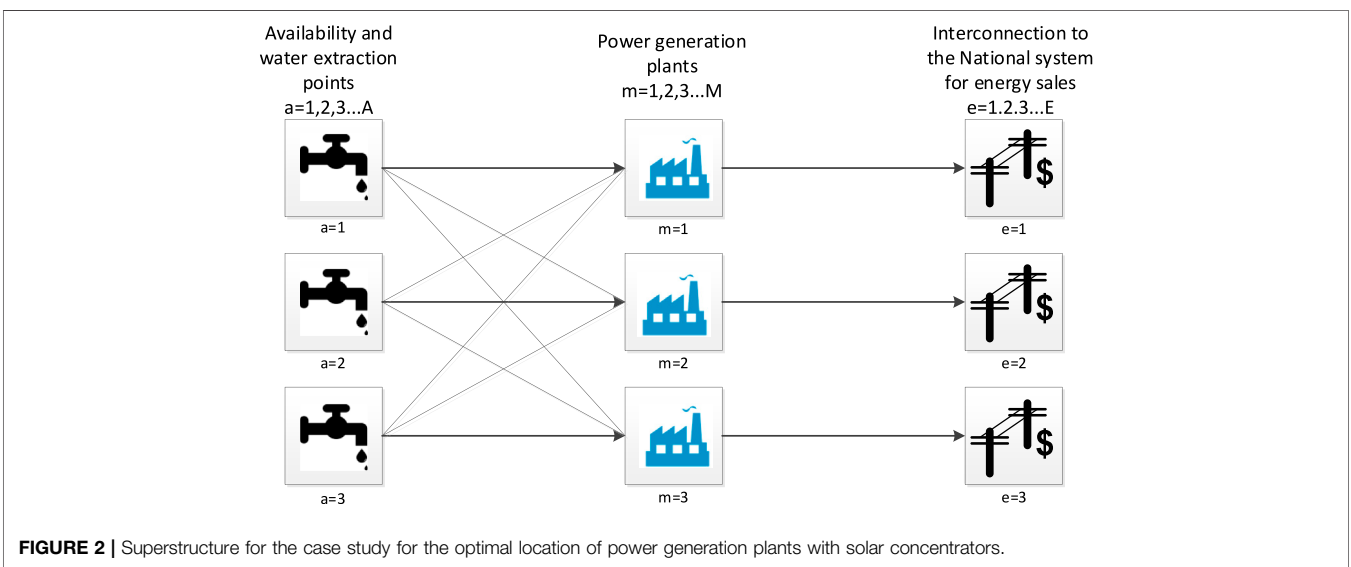 Availability and
water extraction
points
a=1,2,3...A
Power generation
plants
m=1,2,3...M
Interconnection to
the National system
for energy sales
e=1.2.3...E
$
a=1
m=1
e=1
$
a=2
m=2
e=2
$
a=3
m=3
e=3
FIGURE 2 | Superstructure for the case study for the optimal location of power generation plants with solar concentrators.